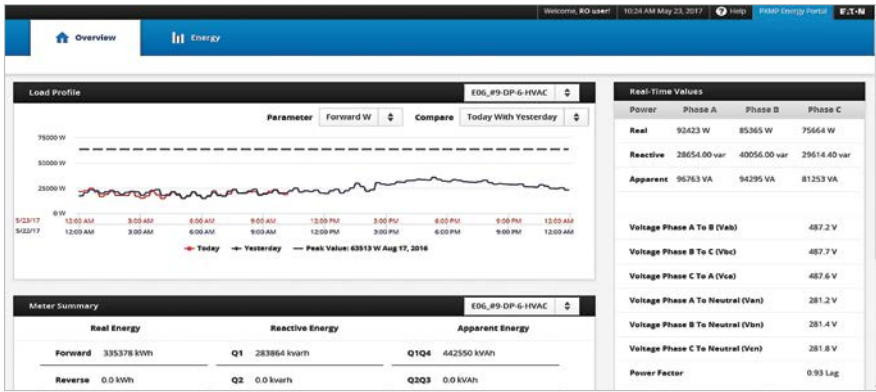 Welcome, RO user! 10:24 AM May 23, 2017 Help PXMP Energy Portal E·T·N
Overview Energy
Load Profile E06_#9-DP-6-HVAC
Parameter Forward W Compare Today With Yesterday
75000 W
50000 W
25000 W
0 W
5/23/17 12:00 AM 3:00 AM 6:00 AM 9:00 AM 12:00 PM 3:00 PM 6:00 PM 9:00 PM 12:00 AM
5/22/17 12:00 AM 3:00 AM 6:00 AM 9:00 AM 12:00 PM 3:00 PM 6:00 PM 9:00 PM 12:00 AM
Today Yesterday Peak Value: 63513 W Aug 17, 2016
Meter Summary E06_#9-DP-6-HVAC
Real Energy Reactive Energy Apparent Energy
Forward 335378 kWh Q1 283864 kvarh Q1Q4 442550 kVAh
Reverse 0.0 kWh Q2 0.0 kvarh Q2Q3 0.0 kVAh
Real-Time Values
Power Phase A Phase B Phase C
Real 92423 W 85365 W 75664 W
Reactive 28654.00 var 40056.00 var 29614.40 var
Apparent 96763 VA 94295 VA 81253 VA
Voltage Phase A To B (Vab) 487.2 V
Voltage Phase B To C (Vbc) 487.7 V
Voltage Phase C To A (Vca) 487.6 V
Voltage Phase A To Neutral (Van) 281.2 V
Voltage Phase B To Neutral (Vbn) 281.4 V
Voltage Phase C To Neutral (Vcn) 281.8 V
Power Factor 0.93 Lag